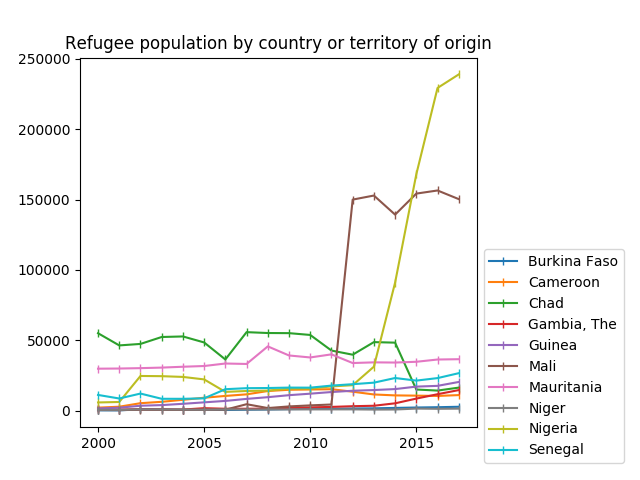 Refugee population by country or territory of origin
250000
200000
150000
100000
50000
0
2000
2005
2010
2015
Burkina Faso
Cameroon
Chad
Gambia, The
Guinea
Mali
Mauritania
Niger
Nigeria
Senegal